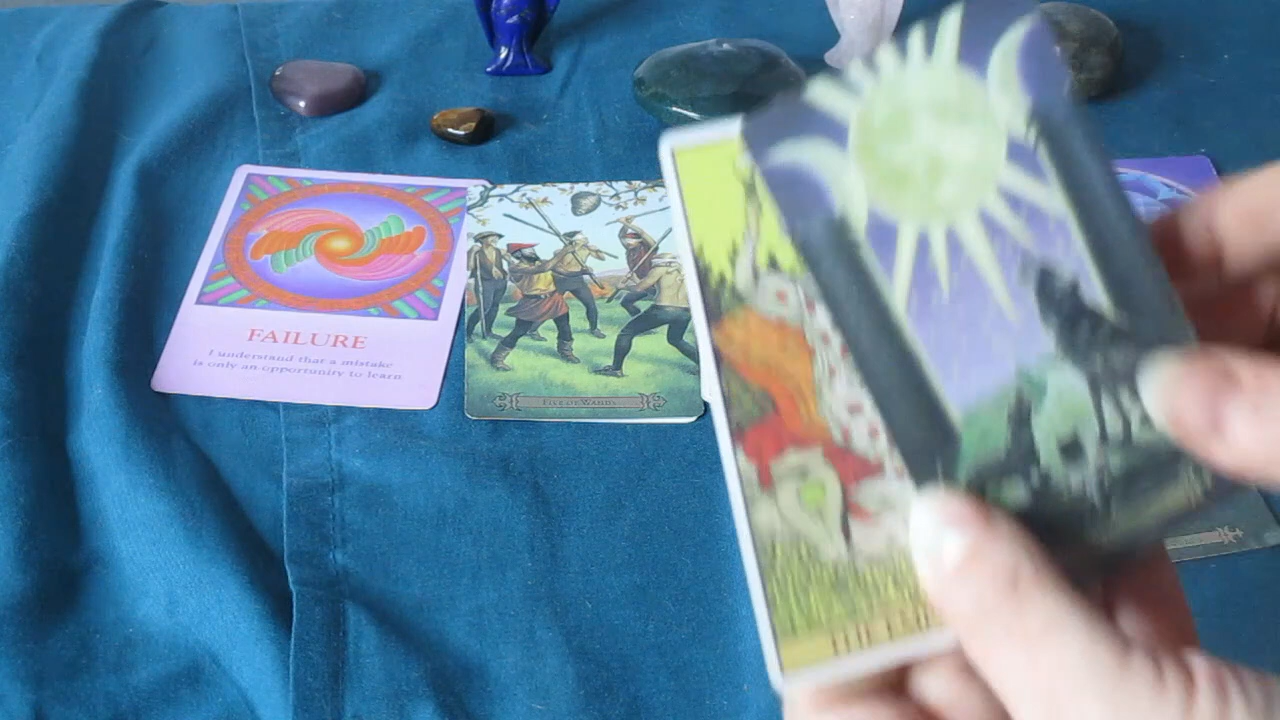 FAILURE
I understand that a mistake
is only an opportunity to learn
FIVE OF WANDS